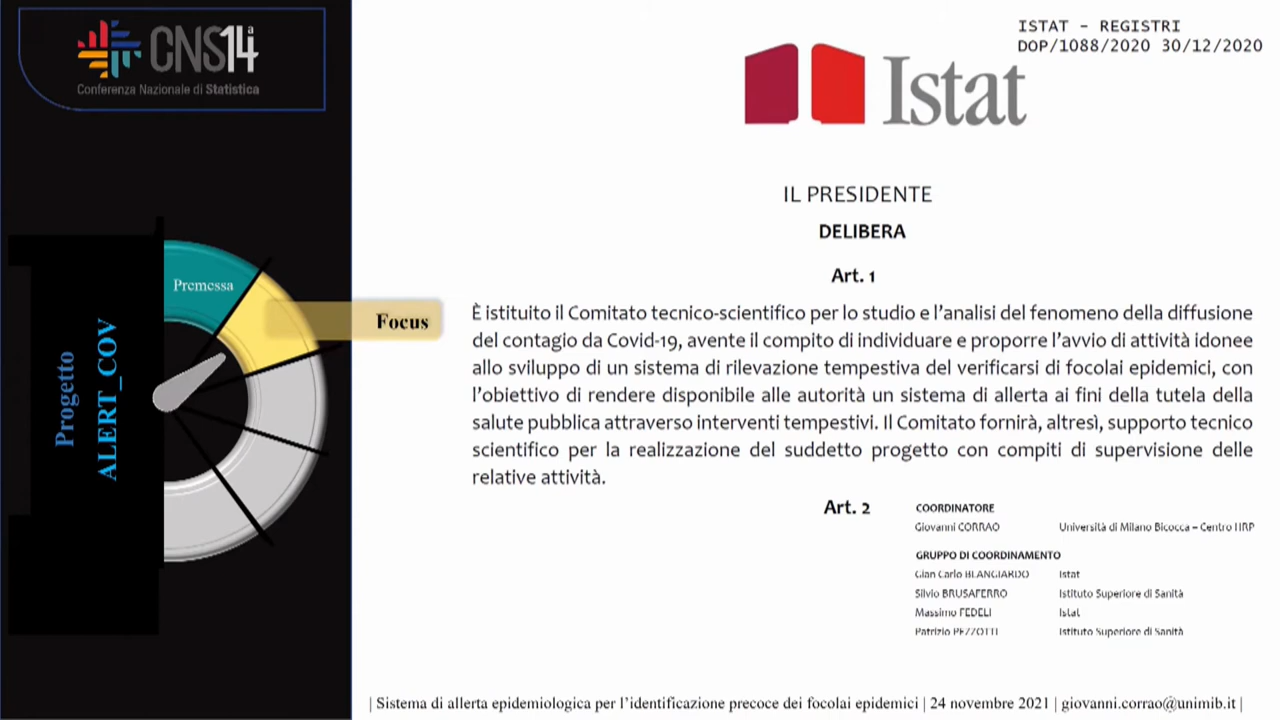 CNS14ª
Conferenza Nazionale di Statistica
ISTAT - REGISTRI
DOP/1088/2020 30/12/2020
Istat
IL PRESIDENTE
DELIBERA
Art. 1
È istituito il Comitato tecnico-scientifico per lo studio e l'analisi del fenomeno della diffusione
del contagio da Covid-19, avente il compito di individuare e proporre l'avvio di attività idonee
allo sviluppo di un sistema di rilevazione tempestiva del verificarsi di focolai epidemici, con
l'obiettivo di rendere disponibile alle autorità un sistema di allerta ai fini della tutela della
salute pubblica attraverso interventi tempestivi. Il Comitato fornirà, altresì, supporto tecnico
scientifico per la realizzazione del suddetto progetto con compiti di supervisione delle
relative attività.
Art. 2
COORDINATORE
Giovanni CORRAO Università di Milano Bicocca – Centro
GRUPPO DI COORDINAMENTO
Gian Carlo BLANGIARDO Istat
Silvio BRUSAFERRO Istituto Superiore di Sanità
Massimo FEDELI Istat
Patrizio PEZZOTTI Istituto Superiore di Sanità
Premessa
Focus
Progetto
ALERT_COV
| Sistema di allerta epidemiologica per l'identificazione precoce dei focolai epidemici | 24 novembre 2021 | giovanni.corrao@unimib.it |